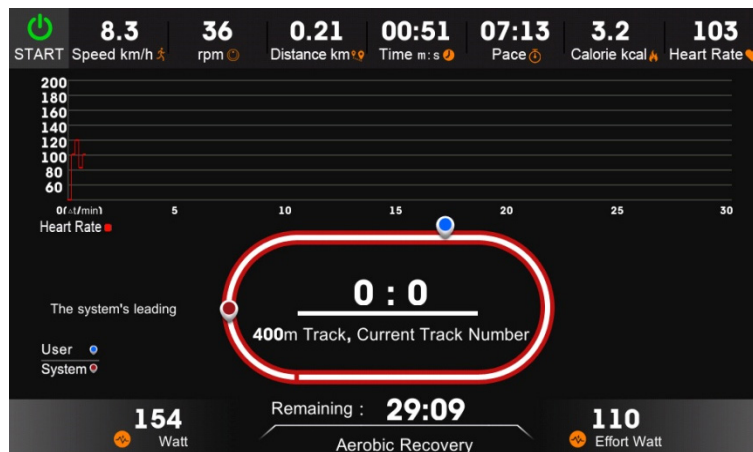 START
8.3 36 0.21 00:51 07:13 3.2 103
Speed km/h rpm Distance km Time m:s Pace Calorie kcal Heart Rate
200
180
160
140
120
100
80
60
0(Δt/min) 5 10 15 20 25 30
Heart Rate
0 : 0
The system's leading
400m Track, Current Track Number
User
System
Remaining : 29:09
154 110
Watt Effort Watt
Aerobic Recovery